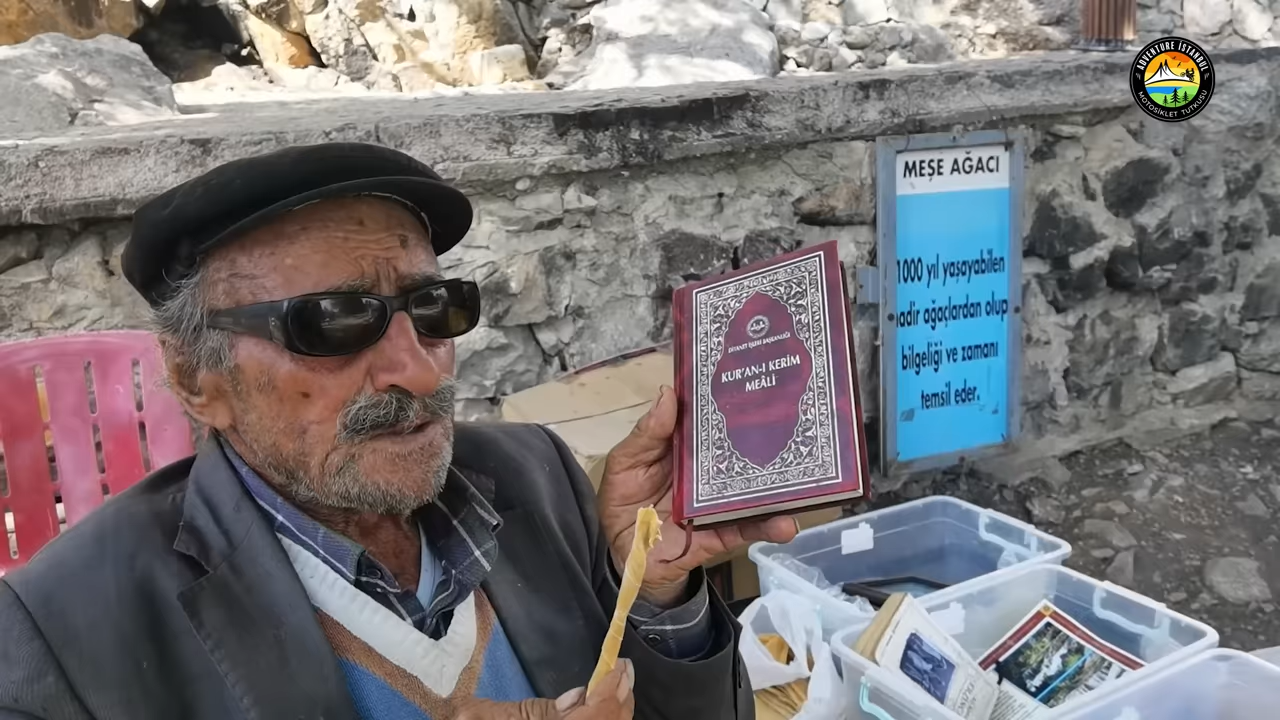 ADVENTURE İSTANBUL
MOTOSİKLET TUTKUSU
MEŞE AĞACI
1000 yıl yaşayabilen
nadir ağaçlardan olup
bilgeliği ve zamanı
temsil eder.
DİYANET İŞLERİ BAŞKANLIĞI
KUR'AN-I KERİM
MEÂLİ